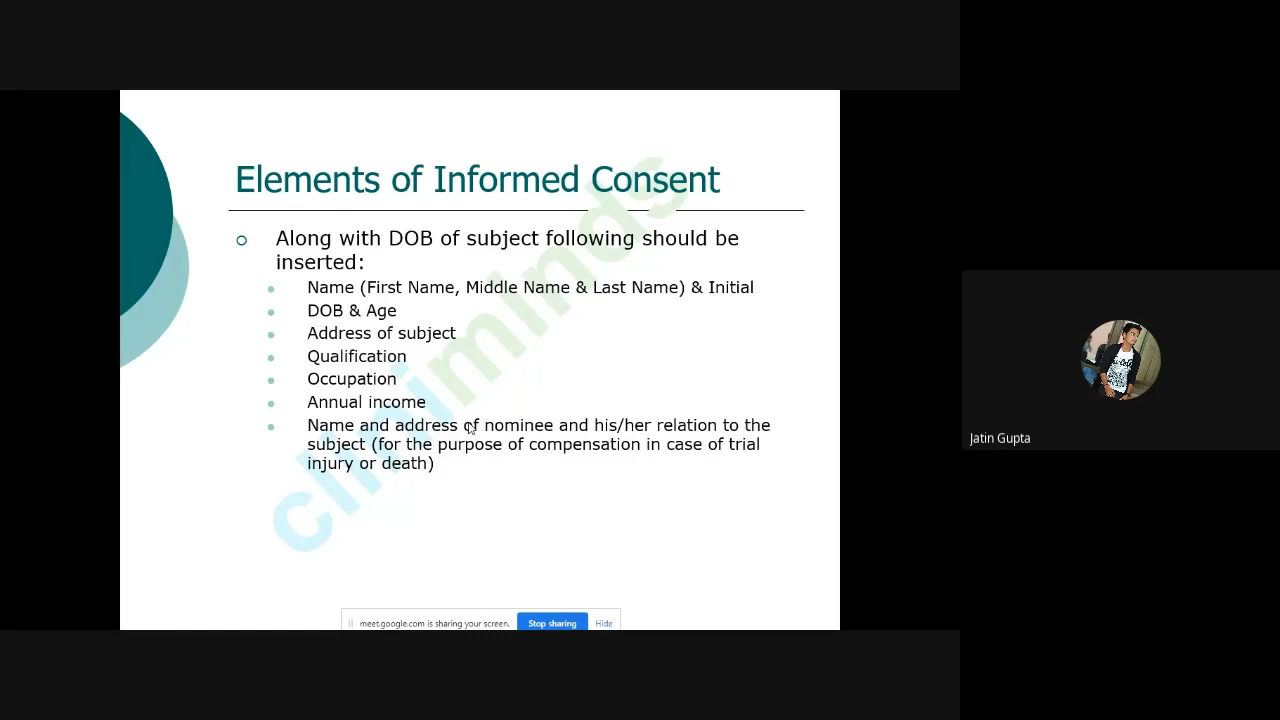 Elements of Informed Consent
Along with DOB of subject following should be
inserted:
Name (First Name, Middle Name & Last Name) & Initial
DOB & Age
Address of subject
Qualification
Occupation
Annual income
Name and address of nominee and his/her relation to the
subject (for the purpose of compensation in case of trial
injury or death)
climiminds
meet.google.com is sharing your screen.
Stop sharing
Hide
Jatin Gupta